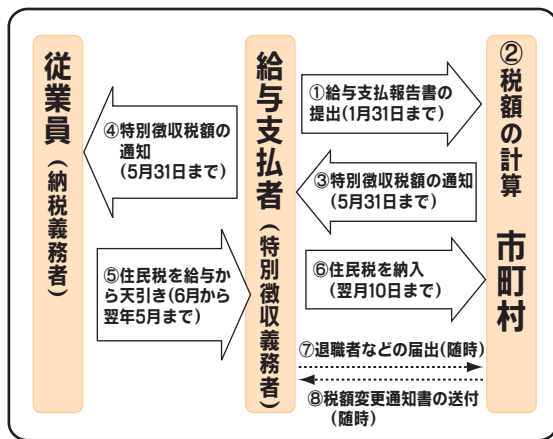 従業員（納税義務者）
給与支払者（特別徴収義務者）
②税額の計算　市町村
①給与支払報告書の
提出(1月31日まで)
③特別徴収税額の通知
(5月31日まで)
④特別徴収税額の
通知
(5月31日まで)
⑤住民税を給与か
ら天引き(6月から
翌年5月まで)
⑥住民税を納入
(翌月10日まで)
⑦退職者などの届出(随時)
⑧税額変更通知書の送付
(随時)